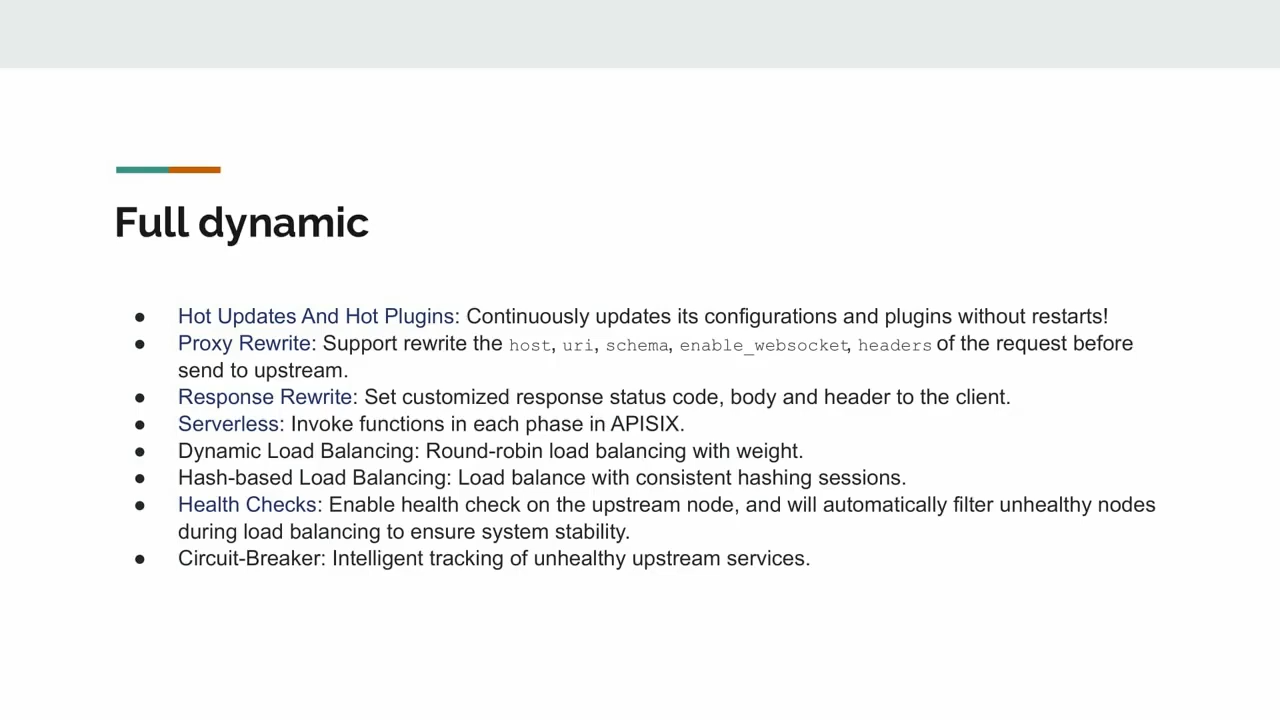 Full dynamic
● Hot Updates And Hot Plugins: Continuously updates its configurations and plugins without restarts!
● Proxy Rewrite: Support rewrite the host, uri, schema, enable_websocket, headers of the request before
send to upstream.
● Response Rewrite: Set customized response status code, body and header to the client.
● Serverless: Invoke functions in each phase in APISIX.
● Dynamic Load Balancing: Round-robin load balancing with weight.
● Hash-based Load Balancing: Load balance with consistent hashing sessions.
● Health Checks: Enable health check on the upstream node, and will automatically filter unhealthy nodes
during load balancing to ensure system stability.
● Circuit-Breaker: Intelligent tracking of unhealthy upstream services.